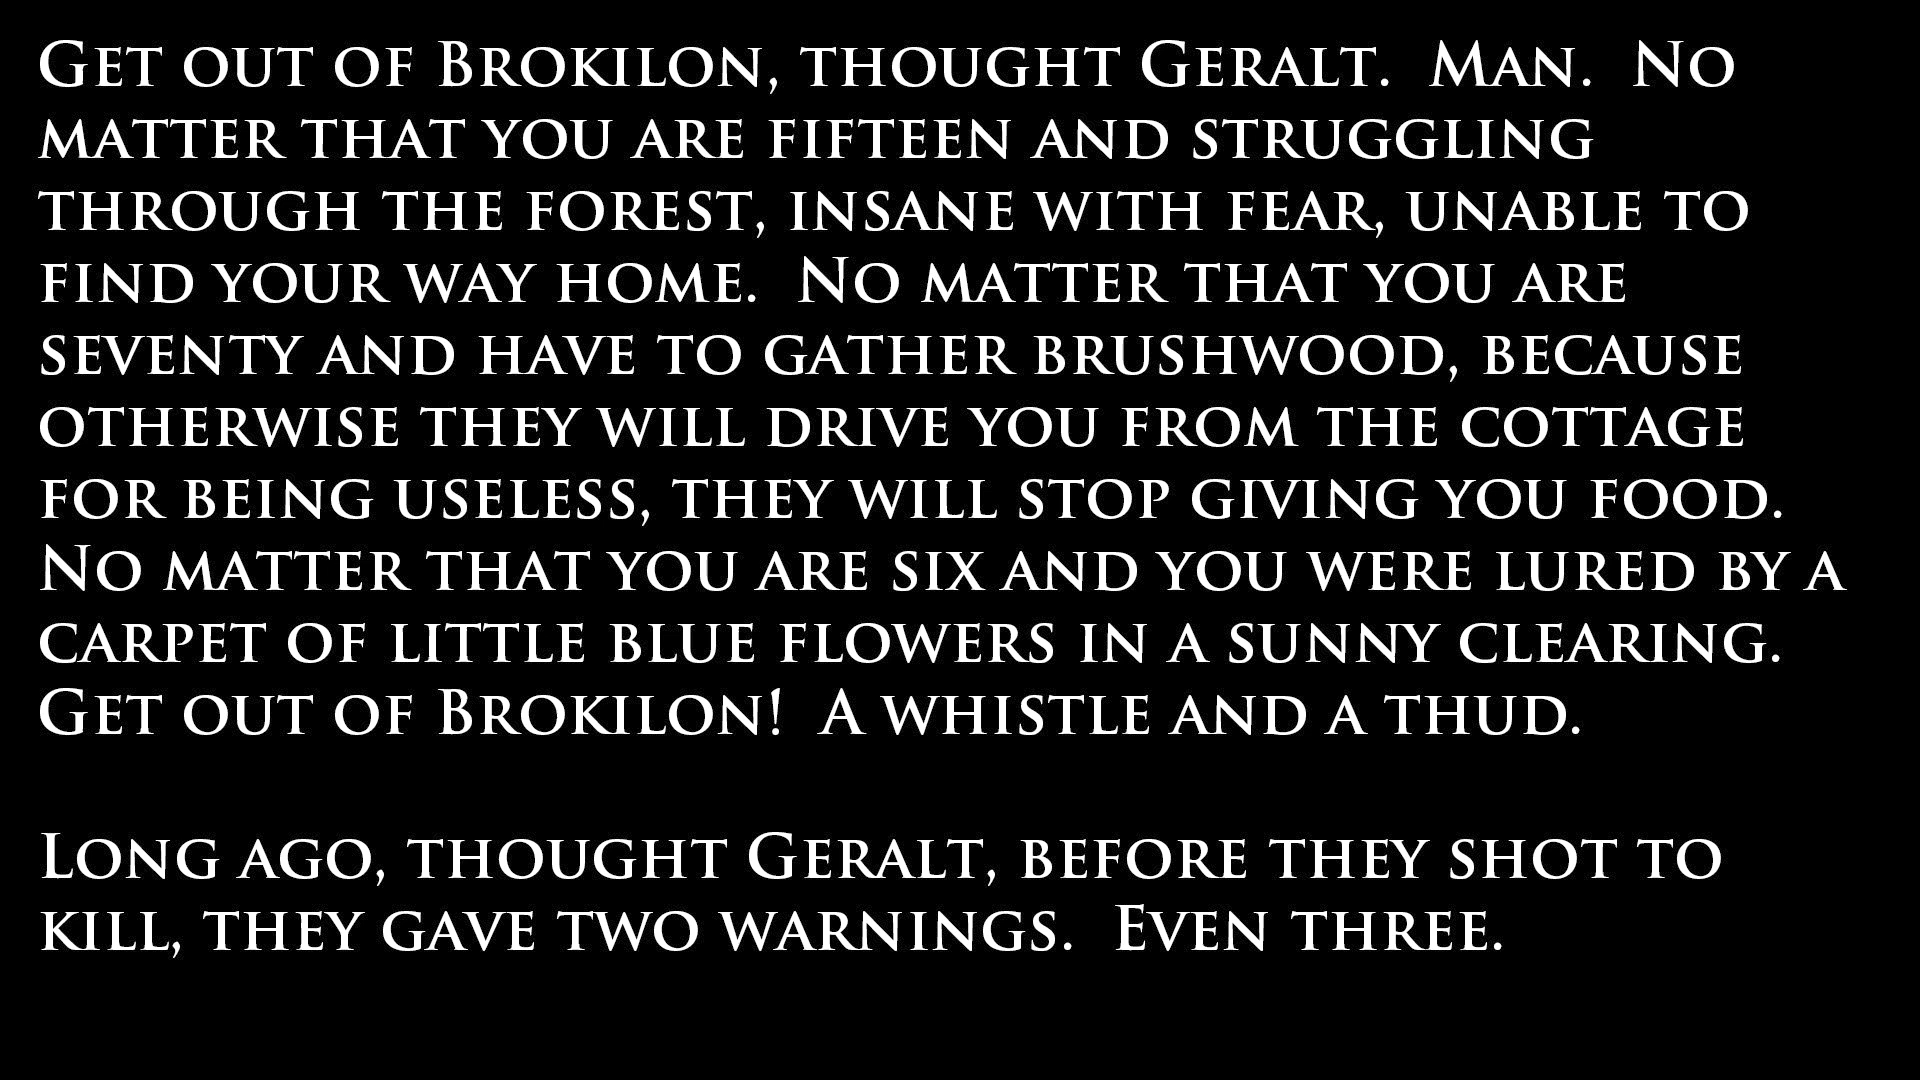 Get out of Brokilon, thought Geralt.  Man.  No
matter that you are fifteen and struggling
through the forest, insane with fear, unable to
find your way home.  No matter that you are
seventy and have to gather brushwood, because
otherwise they will drive you from the cottage
for being useless, they will stop giving you food.
No matter that you are six and you were lured by a
carpet of little blue flowers in a sunny clearing.
Get out of Brokilon!  A whistle and a thud.

Long ago, thought Geralt, before they shot to
kill, they gave two warnings.  Even three.